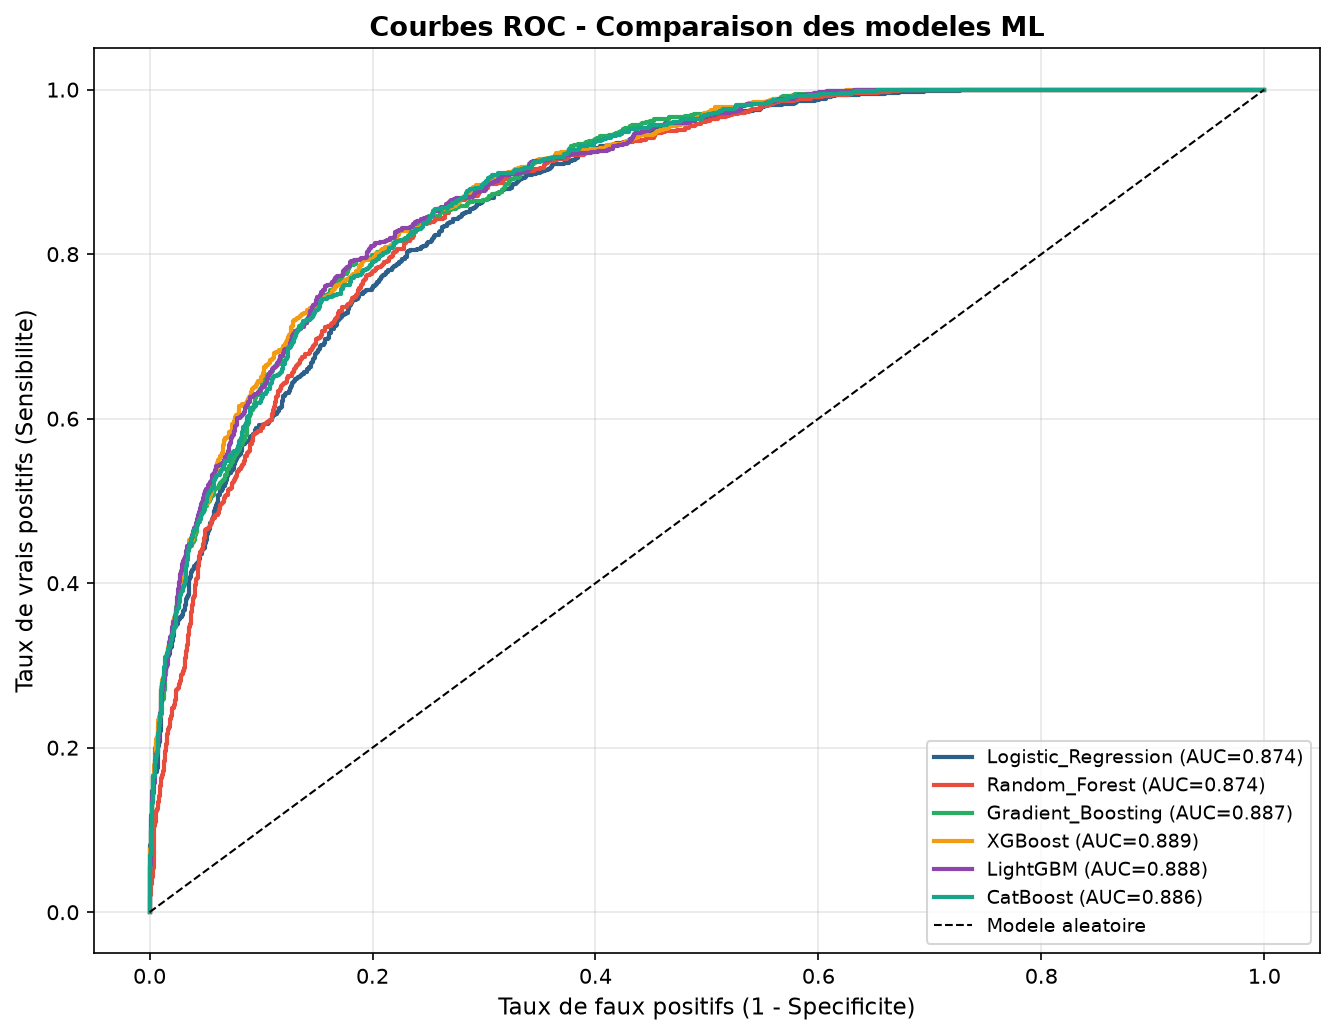 Courbes ROC - Comparaison des modeles ML
Taux de vrais positifs (Sensibilite)
1.0
0.8
0.6
0.4
0.2
0.0
Logistic_Regression (AUC=0.874)
Random_Forest (AUC=0.874)
Gradient_Boosting (AUC=0.887)
XGBoost (AUC=0.889)
LightGBM (AUC=0.888)
CatBoost (AUC=0.886)
Modele aleatoire
0.0 0.2 0.4 0.6 0.8 1.0
Taux de faux positifs (1 - Specificite)